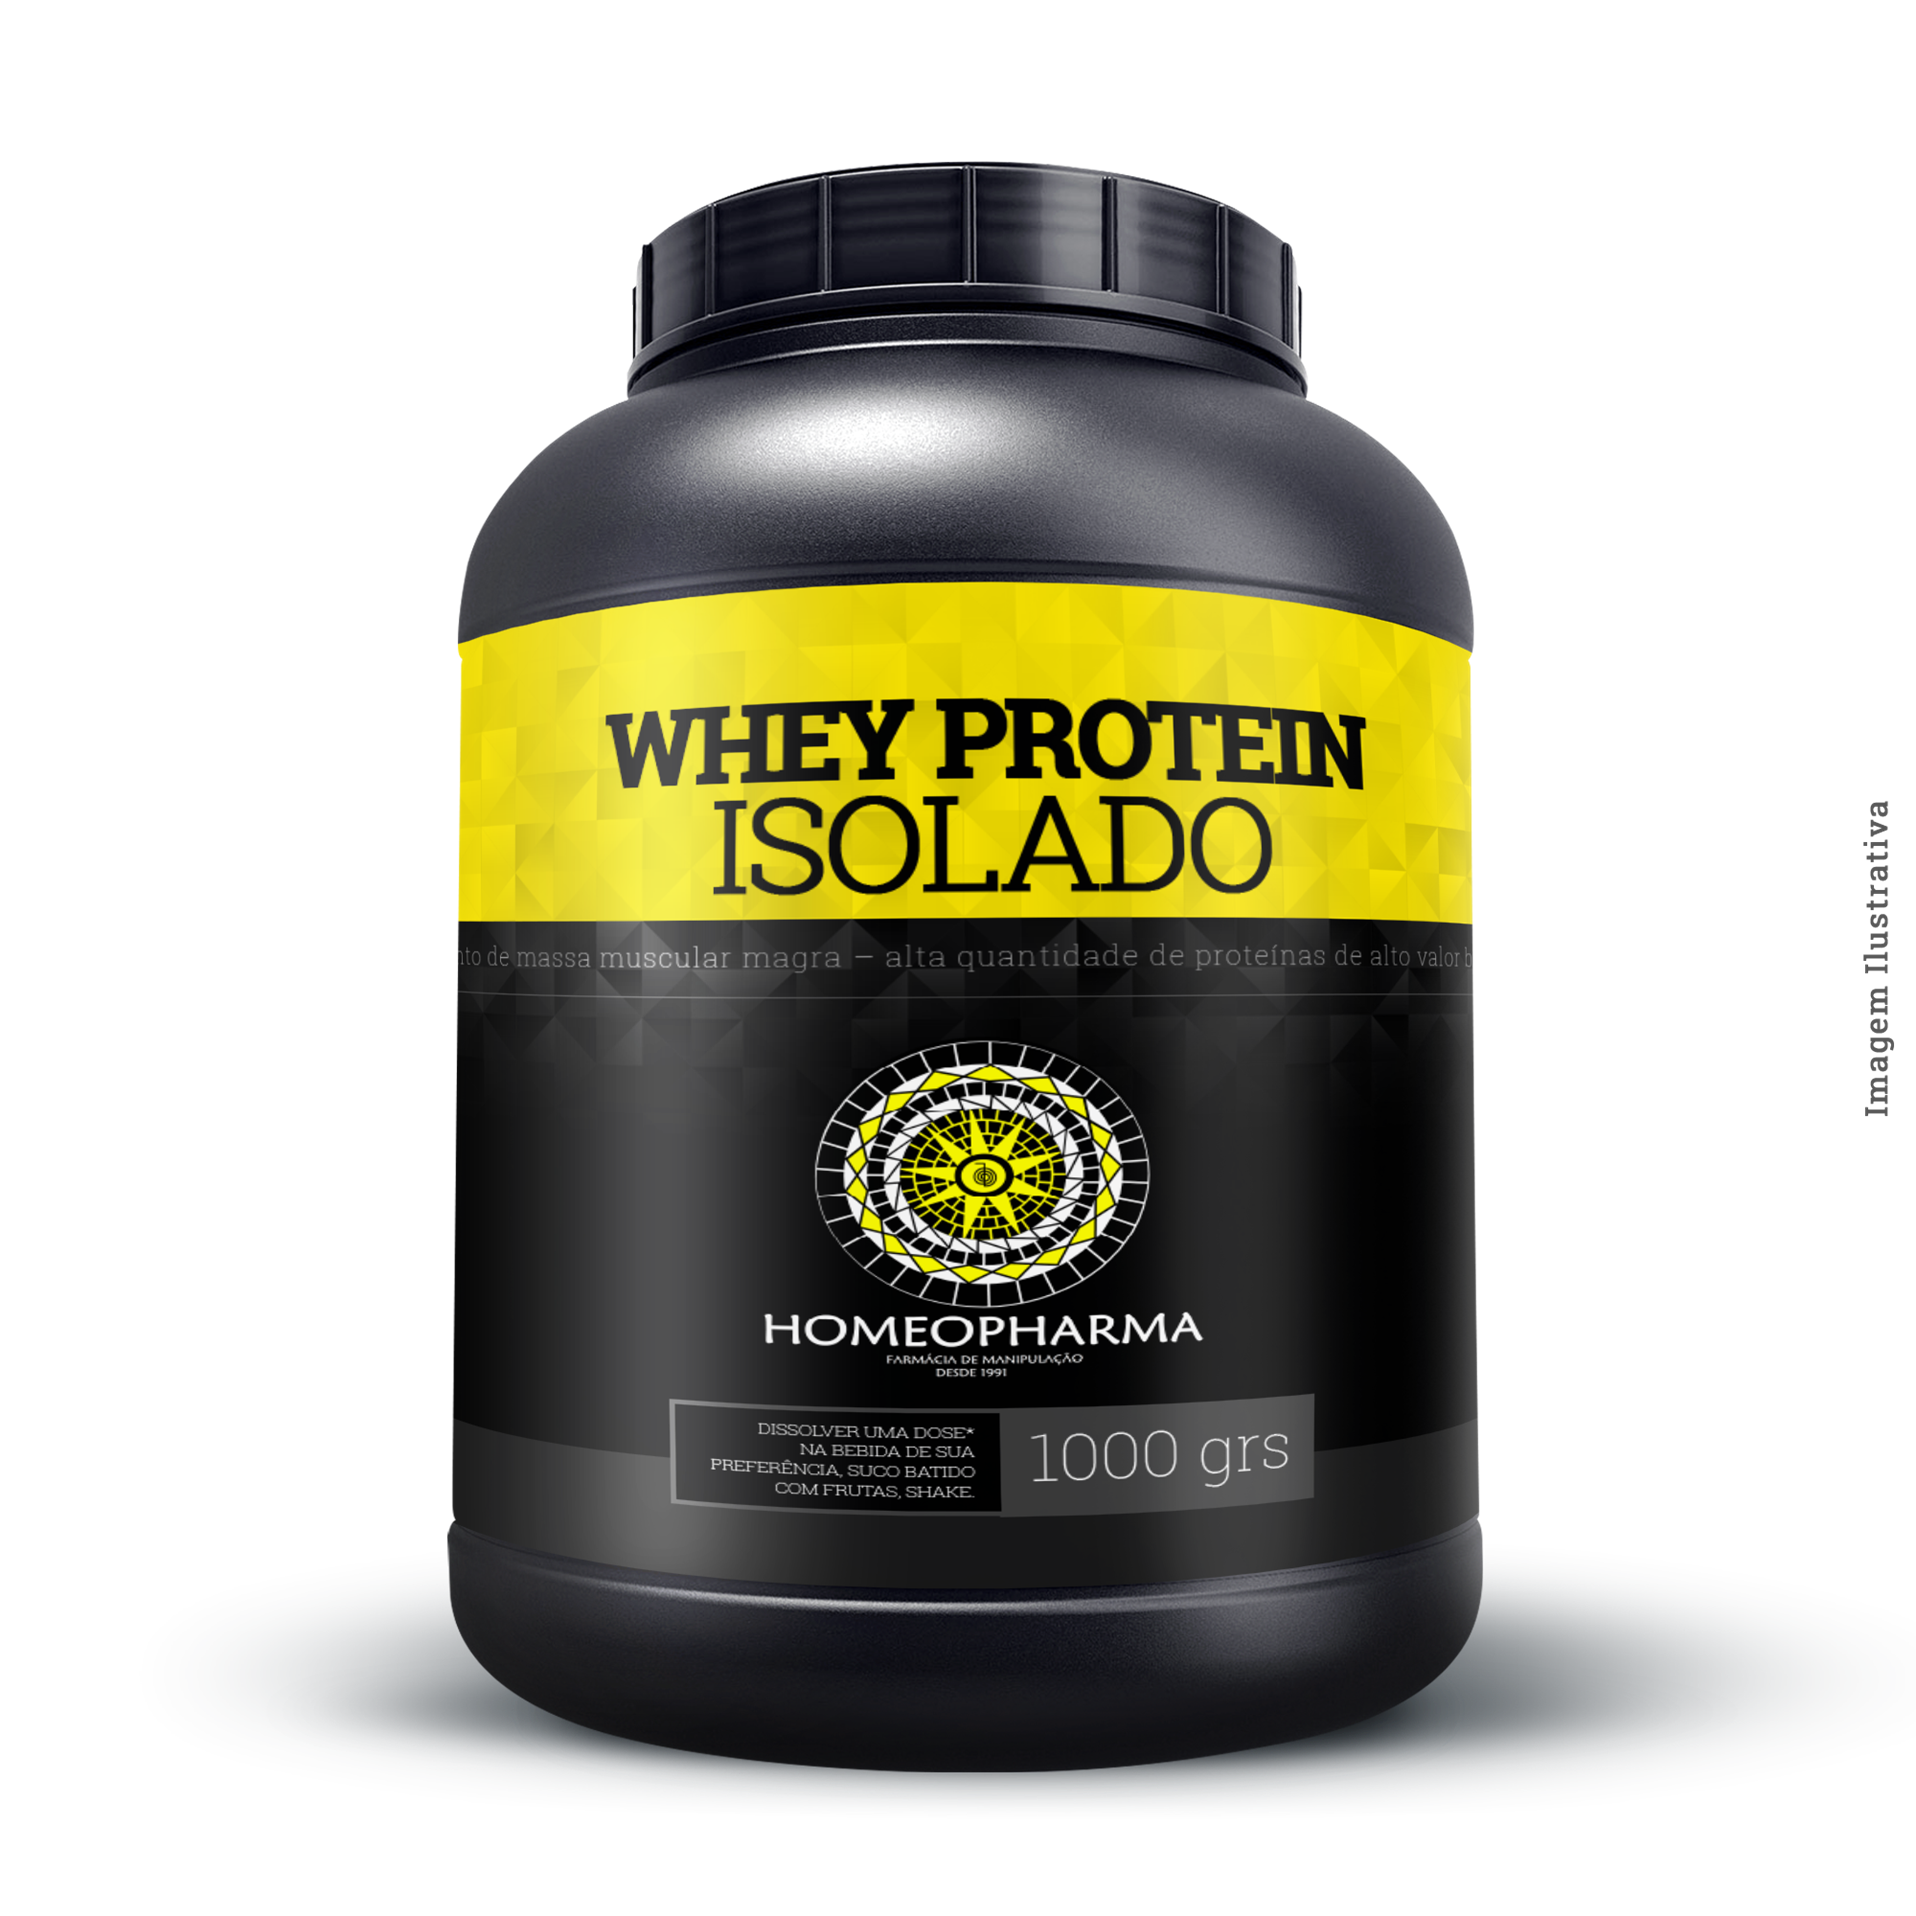 WHEY PROTEIN
ISOLADO
de massa muscular magra – alta quantidade de proteínas de alto valor
HOMEOPHARMA
FARMÁCIA DE MANIPULAÇÃO
DESDE 1991
DISSOLVER UMA DOSE*
NA BEBIDA DE SUA
PREFERÊNCIA, SUCO BATIDO
COM FRUTAS, SHAKE.
1000 grs
Imagem Ilustrativa